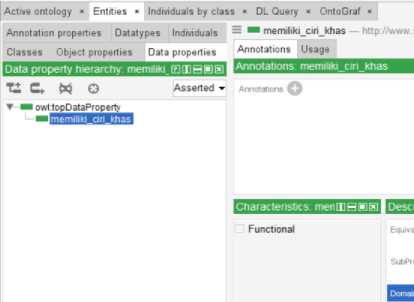 Active ontology × Entities × Individuals by class × DL Query × OntoGraf ×
Annotation properties Datatypes Individuals
Classes Object properties Data properties
Data property hierarchy: memiliki_
Asserted
owl:topDataProperty
memiliki_ciri_khas
memiliki_ciri_khas — http://www.
Annotations Usage
Annotations: memiliki_ciri_khas
Annotations
Characteristics: mem
Functional
Desc
Equiva
SubPro
Domai